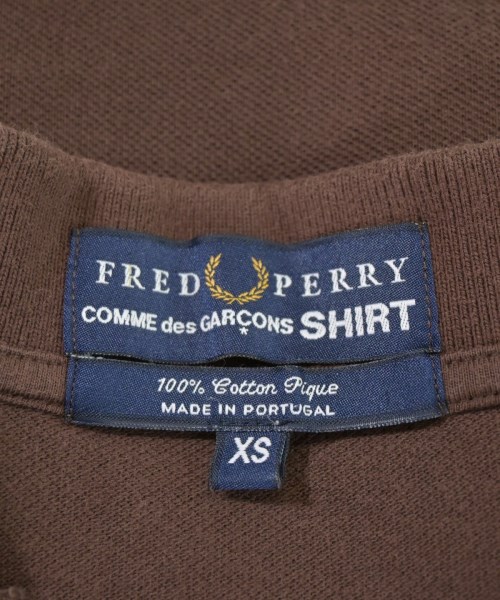 FRED PERRY
COMME des GARÇONS SHIRT
*
100% Cotton Pique
MADE IN PORTUGAL
XS